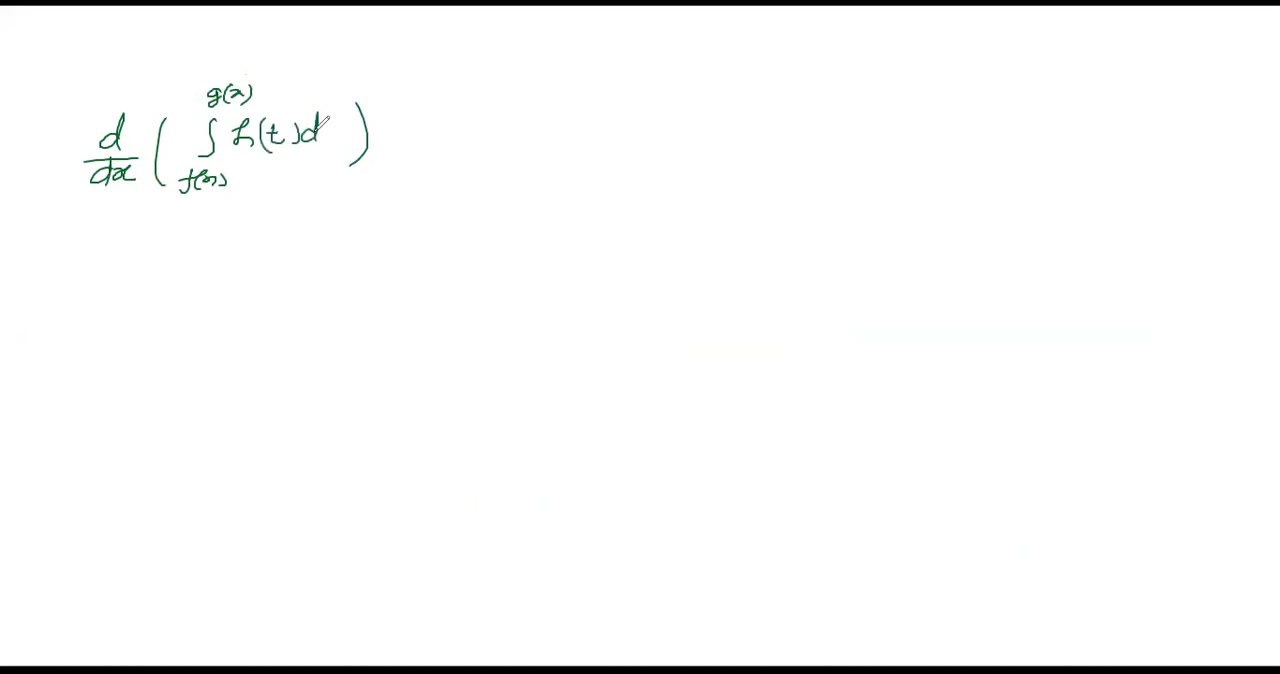 d/dx ( ∫_{f(x)}^{g(x)} h(t) d )